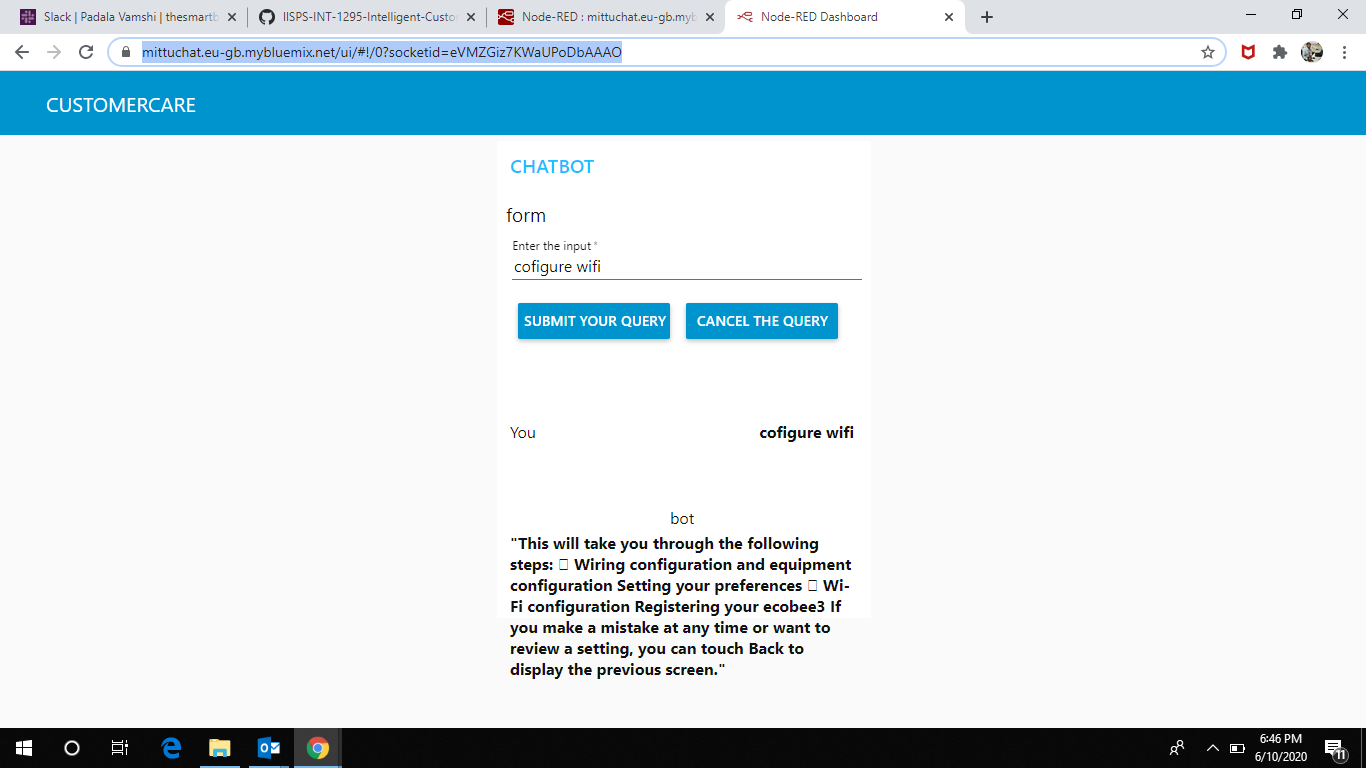 Slack | Padala Vamshi | thesmartb
IISPS-INT-1295-Intelligent-Custo
Node-RED : mittuchat.eu-gb.myb
Node-RED Dashboard
mittuchat.eu-gb.mybluemix.net/ui/#!/0?socketid=eVMZGiz7KWaUPoDbAAAO
CUSTOMERCARE
CHATBOT
form
Enter the input *
cofigure wifi
SUBMIT YOUR QUERY
CANCEL THE QUERY
You
cofigure wifi
bot
"This will take you through the following
steps: Wiring configuration and equipment
configuration Setting your preferences Wi-
Fi configuration Registering your ecobee3 If
you make a mistake at any time or want to
review a setting, you can touch Back to
display the previous screen."
6:46 PM
6/10/2020
11